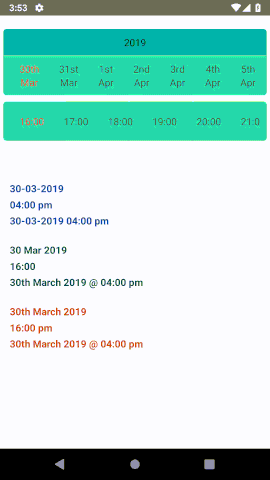 3:53
2019
30th 31st 1st 2nd 3rd 4th 5th
Mar Mar Apr Apr Apr Apr Apr
16:00 17:00 18:00 19:00 20:00 21:0
30-03-2019
04:00 pm
30-03-2019 04:00 pm
30 Mar 2019
16:00
30th March 2019 @ 04:00 pm
30th March 2019
16:00 pm
30th March 2019 @ 04:00 pm